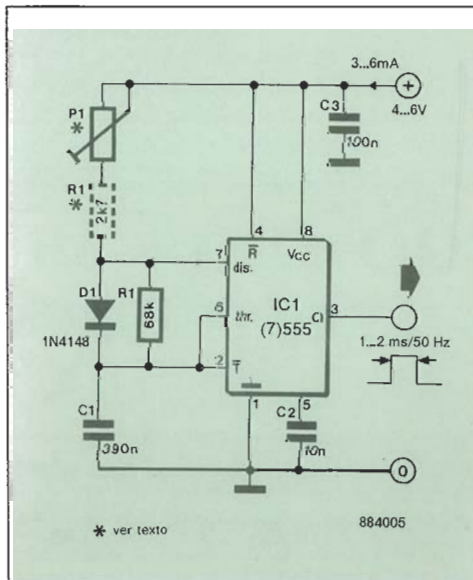 3...6mA
+
4...6V
P1
*
C3
100n
R1
*
2k7
4
8
R
VCC
7
dis.
D1
R1
68k
6
thr.
IC1
(7)555
3
1N4148
2
T
1...2 ms/50 Hz
1
5
C1
390n
C2
10n
0
* ver texto
884005